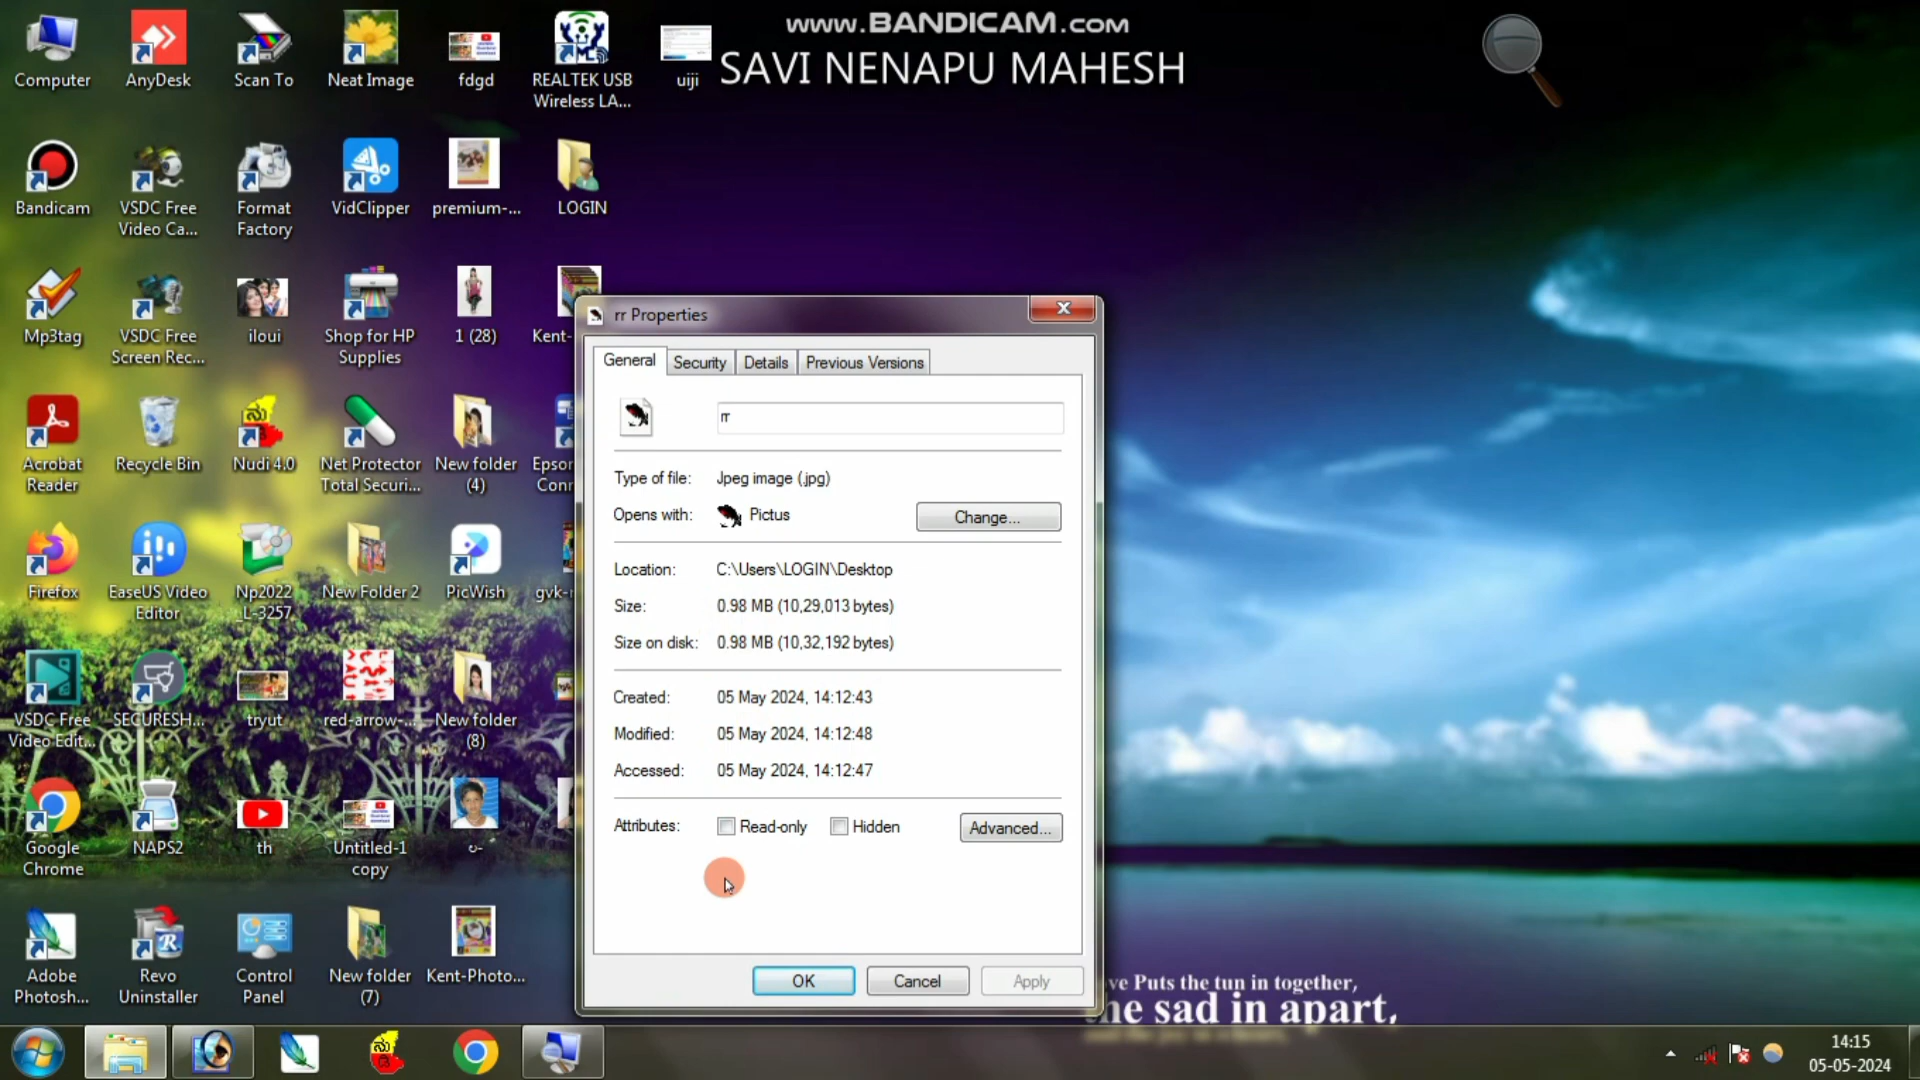 www.BANDICAM.com
SAVI NENAPU MAHESH
Computer
AnyDesk
Scan To
Neat Image
fdgd
REALTEK USB
Wireless LA...
uiji
Bandicam
VSDC Free
Video Ca...
Format
Factory
VidClipper
premium-...
LOGIN
Mp3tag
VSDC Free
Screen Rec...
iloui
Shop for HP
Supplies
1 (28)
Kent-
Acrobat
Reader
Recycle Bin
ನು
Nudi 4.0
Net Protector
Total Securi...
New folder
(4)
Epson
Conn
Firefox
EaseUS Video
Editor
Np2022
_L-3257
New Folder 2
PicWish
gvk-
VSDC Free
Video Edit...
SECURESH...
tryut
red-arrow-...
New folder
(8)
Google
Chrome
NAPS2
th
Untitled-1
copy
Adobe
Photosh...
Revo
Uninstaller
Control
Panel
New folder
(7)
Kent-Photo...
rr Properties
General
Security
Details
Previous Versions
rr
Type of file: Jpeg image (.jpg)
Opens with: Pictus
Change...
Location: C:\Users\LOGIN\Desktop
Size: 0.98 MB (10,29,013 bytes)
Size on disk: 0.98 MB (10,32,192 bytes)
Created: 05 May 2024, 14:12:43
Modified: 05 May 2024, 14:12:48
Accessed: 05 May 2024, 14:12:47
Attributes: Read-only Hidden
Advanced...
OK
Cancel
Apply
ve Puts the tun in together,
he sad in apart,
14:15
05-05-2024